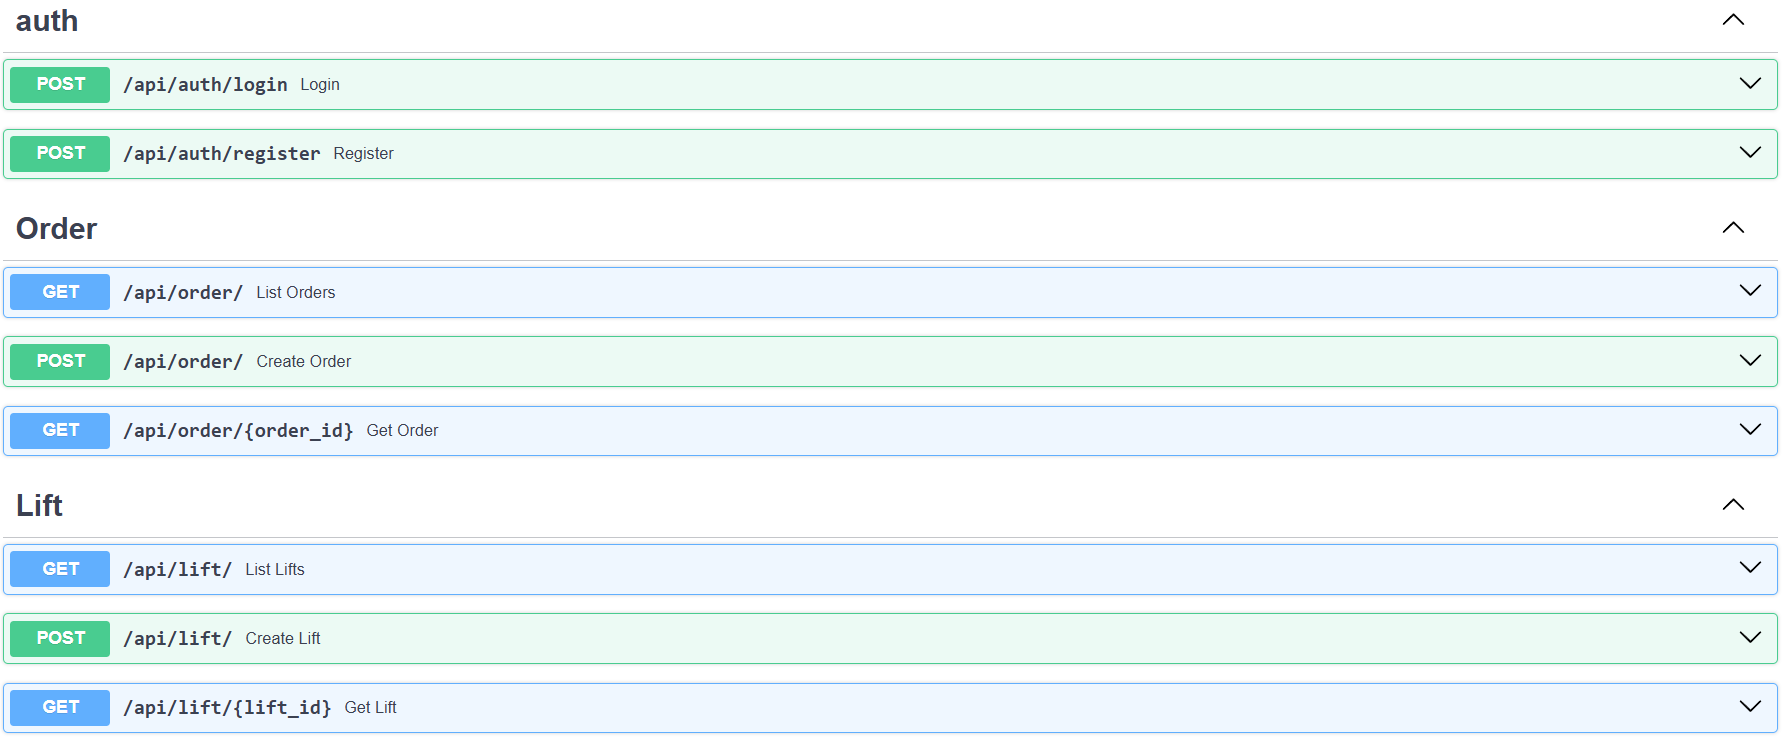 auth
POST /api/auth/login Login
POST /api/auth/register Register
Order
GET /api/order/ List Orders
POST /api/order/ Create Order
GET /api/order/{order_id} Get Order
Lift
GET /api/lift/ List Lifts
POST /api/lift/ Create Lift
GET /api/lift/{lift_id} Get Lift